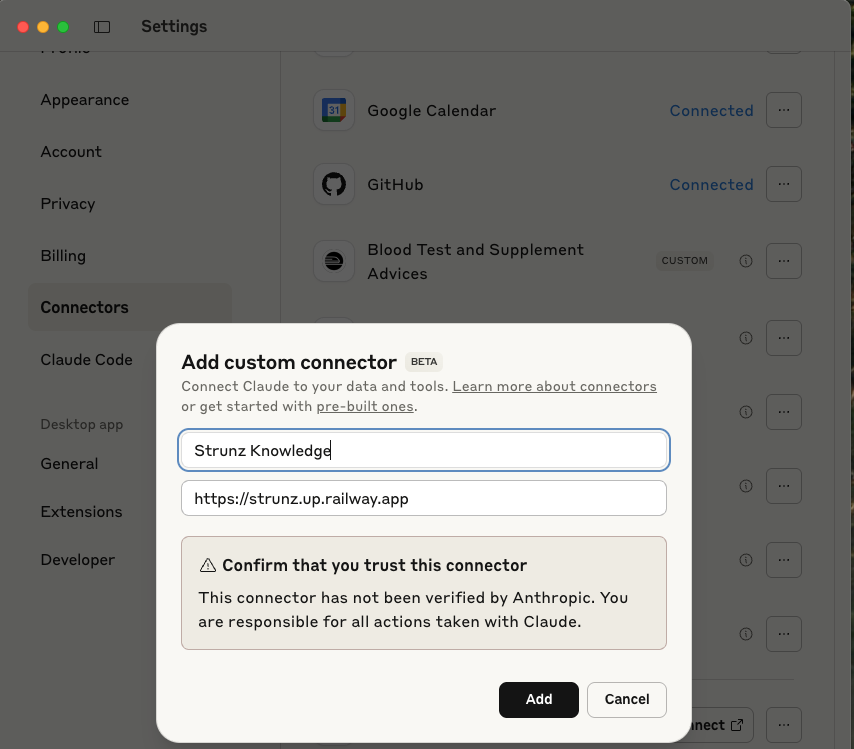 Settings
Profile
Appearance
Account
Privacy
Billing
Connectors
Claude Code
Desktop app
General
Extensions
Developer
31
Google Calendar
Connected
...
GitHub
Connected
...
Blood Test and Supplement
Advices
CUSTOM
...
...
...
...
...
...
...
Add custom connector BETA
Connect Claude to your data and tools. Learn more about connectors
or get started with pre-built ones.
Strunz Knowledge
https://strunz.up.railway.app
Confirm that you trust this connector
This connector has not been verified by Anthropic. You
are responsible for all actions taken with Claude.
Add
Cancel